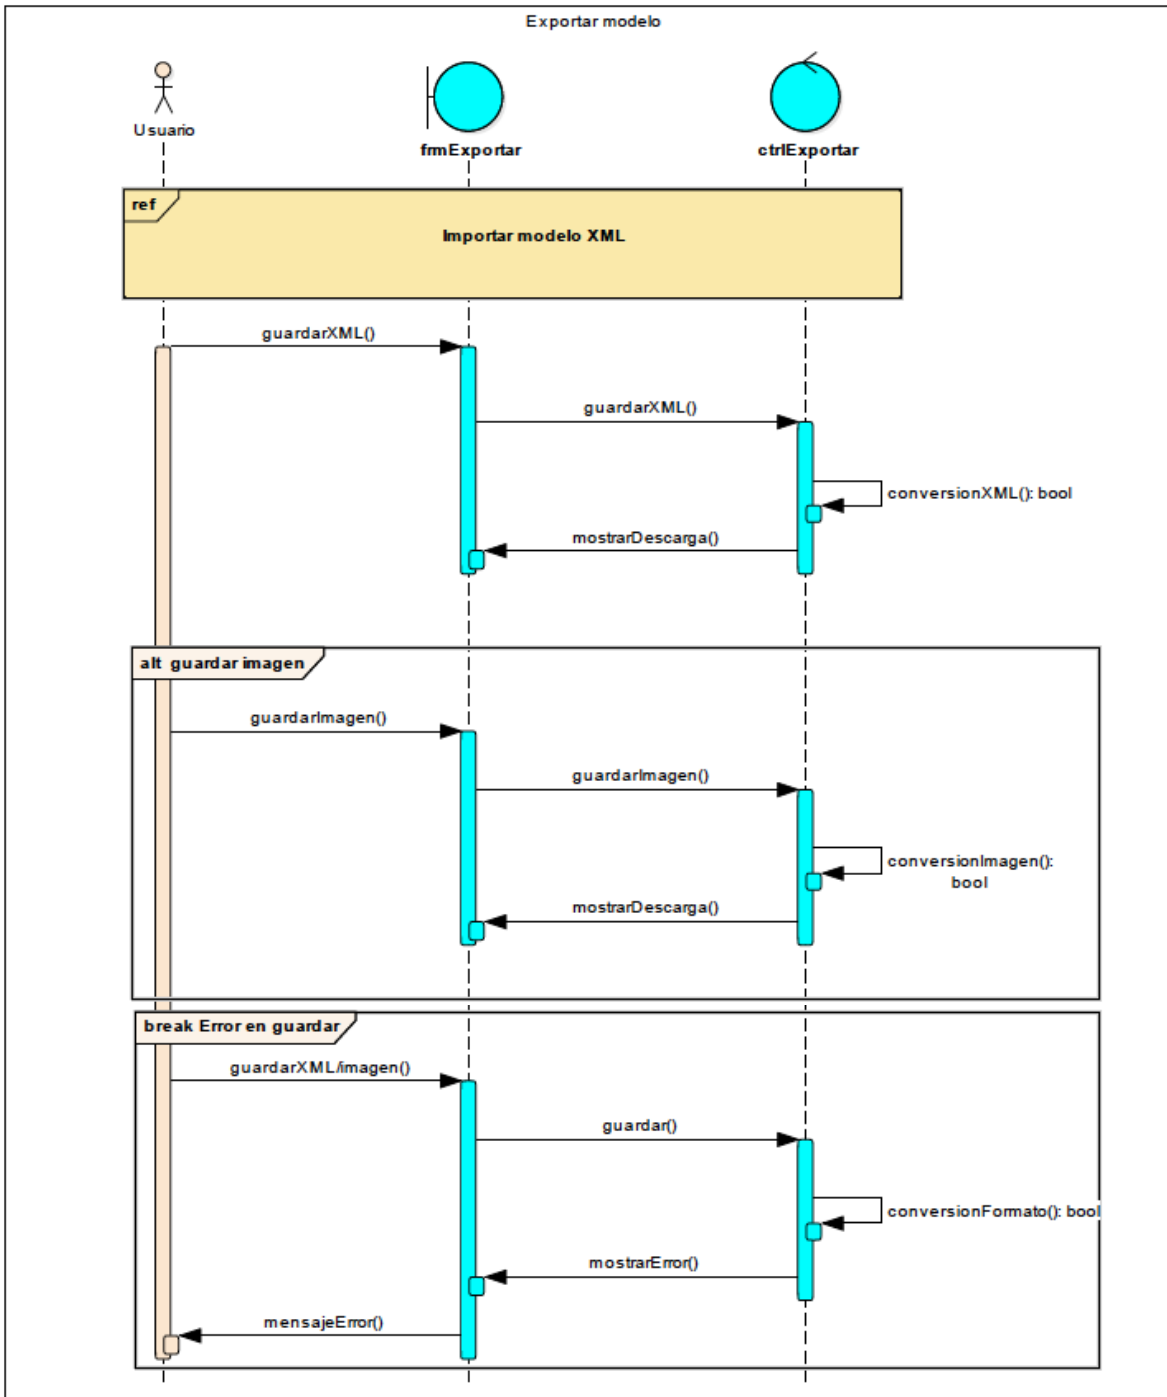 Exportar modelo
Usuario
frmExportar
ctrlExportar
ref
Importar modelo XML
guardarXML()
guardarXML()
conversionXML(): bool
mostrarDescarga()
alt guardar imagen
guardarImagen()
guardarImagen()
conversionImagen():
bool
mostrarDescarga()
break Error en guardar
guardarXML/imagen()
guardar()
conversionFormato(): bool
mostrarError()
mensajeError()